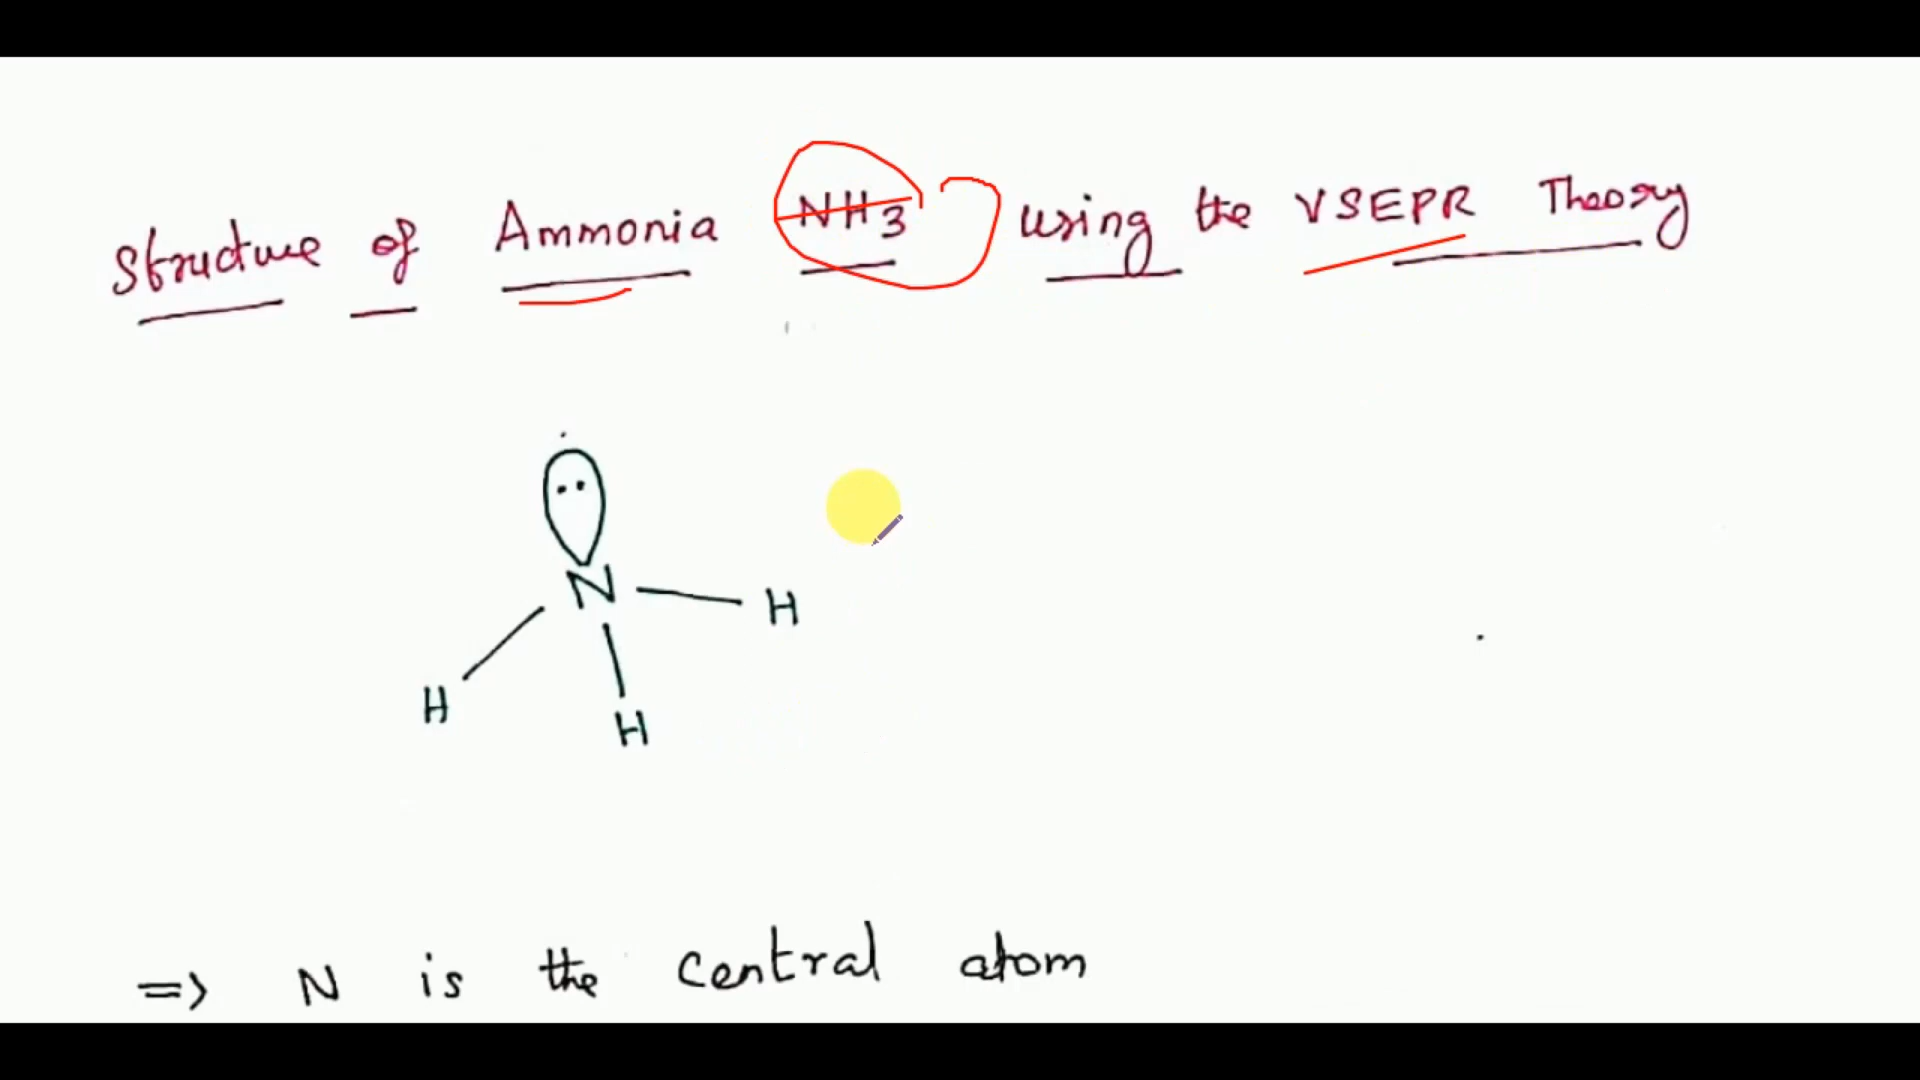 Structure of Ammonia NH3 using the VSEPR Theory
N
H
H
H
=> N is the central atom